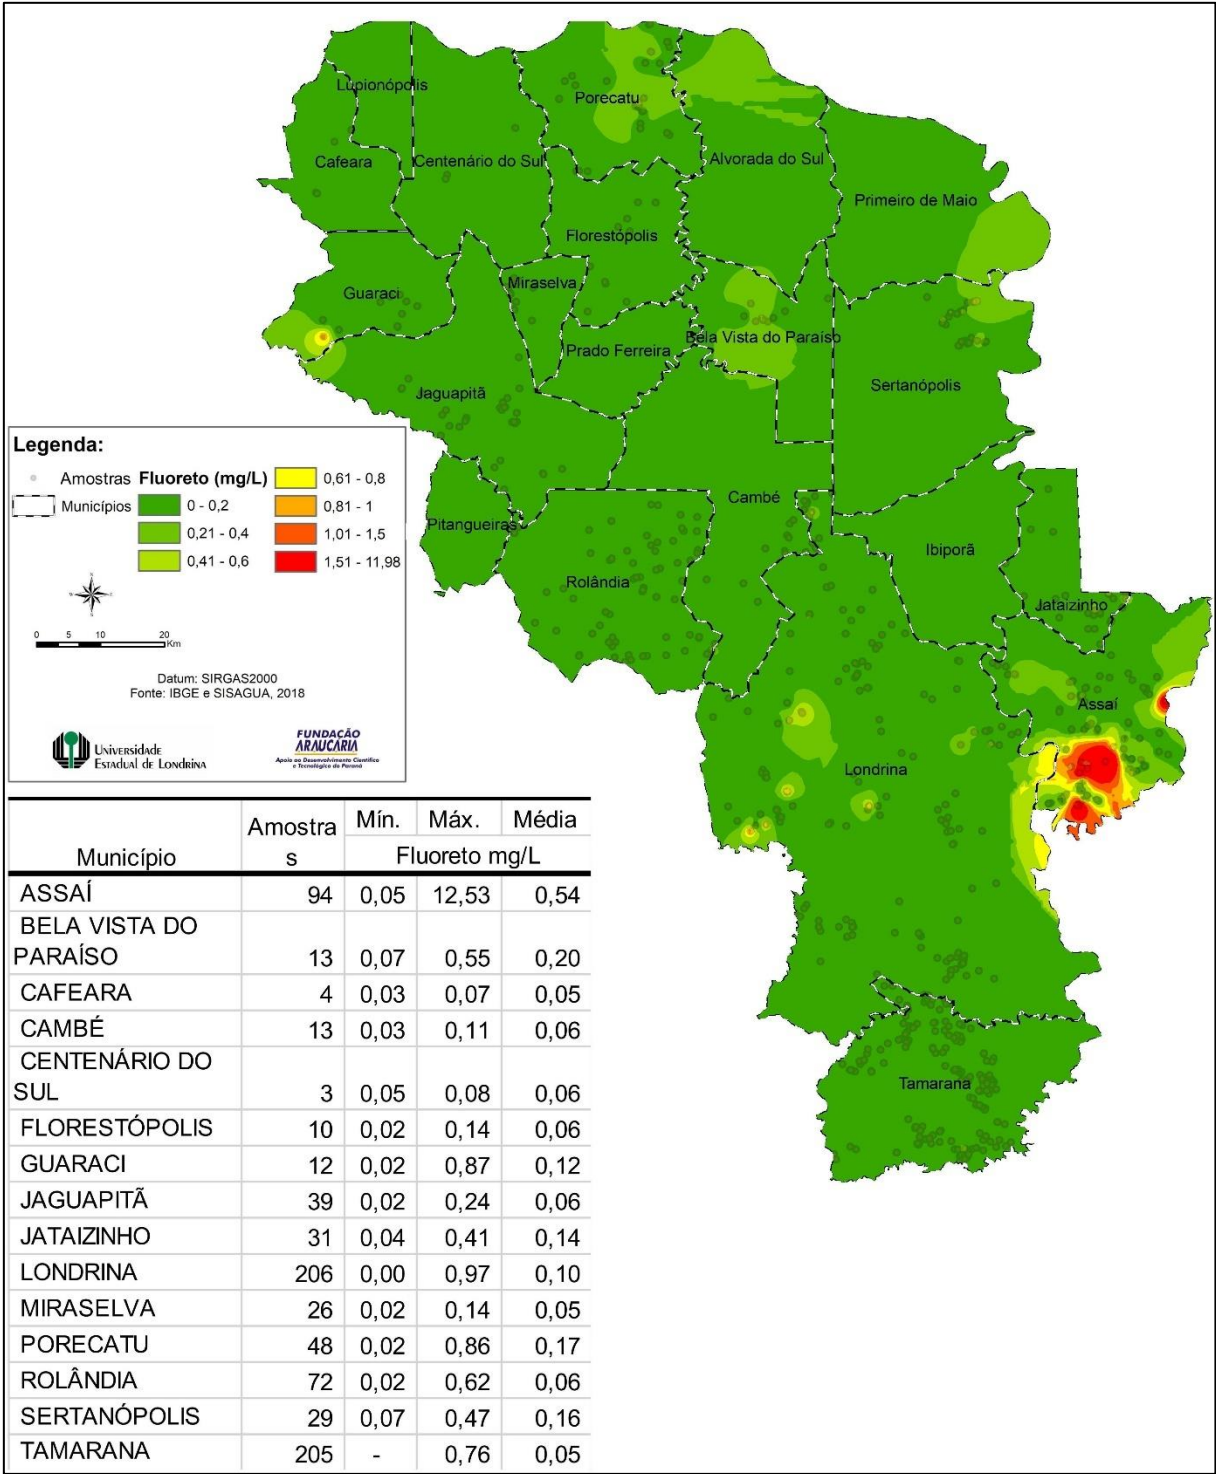 Lupionópolis
Porecatu
Cafeara
Centenário do Sul
Alvorada do Sul
Primeiro de Maio
Florestópolis
Guaraci
Miraselva
Prado Ferreira
Bela Vista do Paraíso
Jaguapitã
Sertanópolis
Legenda:
Amostras
Municípios
Fluoreto (mg/L)
0 - 0,2
0,21 - 0,4
0,41 - 0,6
0,61 - 0,8
0,81 - 1
1,01 - 1,5
1,51 - 11,98
N
0 5 10 20
Km
Datum: SIRGAS2000
Fonte: IBGE e SISAGUA, 2018
Universidade
Estadual de Londrina
FUNDAÇÃO
ARAUCÁRIA
Apoio ao Desenvolvimento Científico
e Tecnológico do Paraná
Pitangueiras
Cambé
Rolândia
Ibiporã
Jataizinho
Assaí
Londrina
Tamarana
Município
Amostra
s
Mín. Máx. Média
Fluoreto mg/L
ASSAÍ 94 0,05 12,53 0,54
BELA VISTA DO
PARAÍSO 13 0,07 0,55 0,20
CAFEARA 4 0,03 0,07 0,05
CAMBÉ 13 0,03 0,11 0,06
CENTENÁRIO DO
SUL 3 0,05 0,08 0,06
FLORESTÓPOLIS 10 0,02 0,14 0,06
GUARACI 12 0,02 0,87 0,12
JAGUAPITÃ 39 0,02 0,24 0,06
JATAIZINHO 31 0,04 0,41 0,14
LONDRINA 206 0,00 0,97 0,10
MIRASELVA 26 0,02 0,14 0,05
PORECATU 48 0,02 0,86 0,17
ROLÂNDIA 72 0,02 0,62 0,06
SERTANÓPOLIS 29 0,07 0,47 0,16
TAMARANA 205 - 0,76 0,05